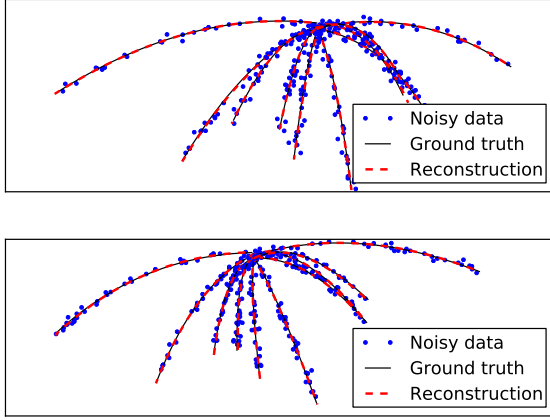 Noisy data
Ground truth
Reconstruction
Noisy data
Ground truth
Reconstruction